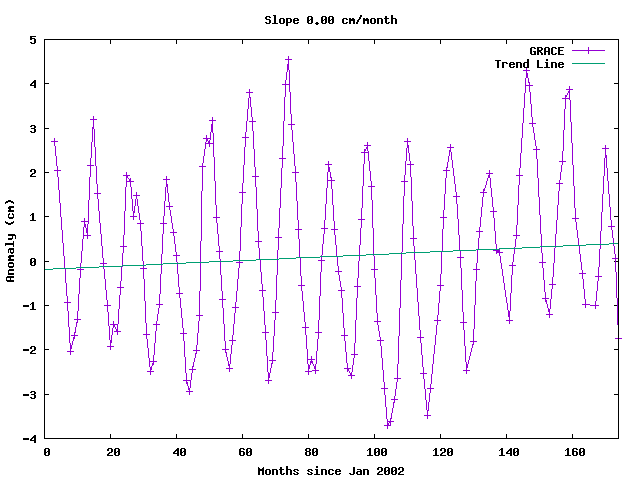 Slope 0.00 cm/month
GRACE
Trend Line
5
4
3
2
1
0
-1
-2
-3
-4
Anomaly (cm)
0 20 40 60 80 100 120 140 160
Months since Jan 2002